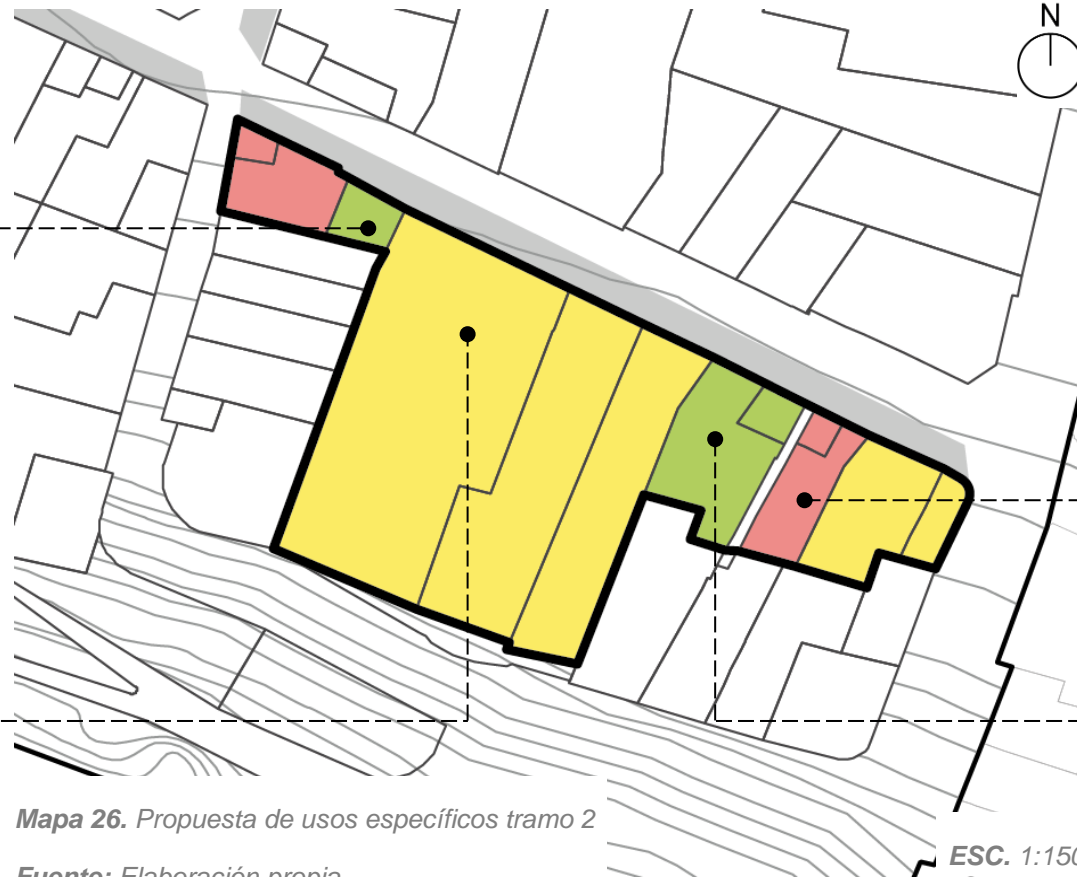 N
Mapa 26. Propuesta de usos específicos tramo 2
ESC. 1:150
Fuente: Elaboración propia